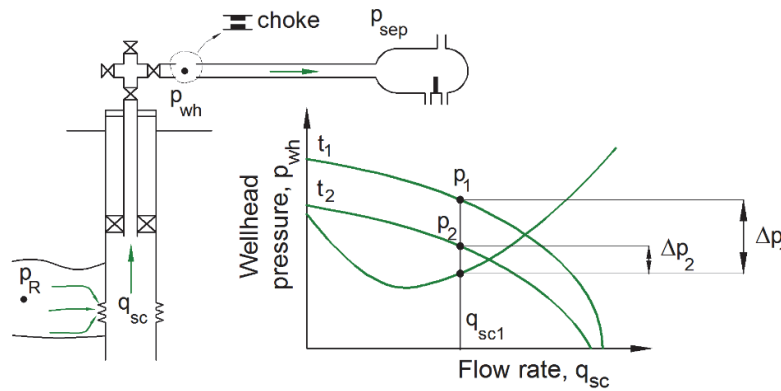 choke
p_sep
p_wh
p_R
q_sc
Wellhead
pressure, p_wh
t_1
t_2
p_1
p_2
Δp_2
Δp
q_sc1
Flow rate, q_sc